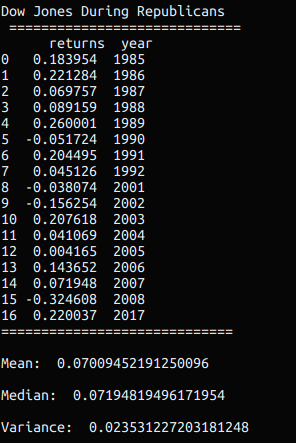 Dow Jones During Republicans
=============================
returns year
0 0.183954 1985
1 0.221284 1986
2 0.069757 1987
3 0.089159 1988
4 0.260001 1989
5 -0.051724 1990
6 0.204495 1991
7 0.045126 1992
8 -0.038074 2001
9 -0.156254 2002
10 0.207618 2003
11 0.041069 2004
12 0.004165 2005
13 0.143652 2006
14 0.071948 2007
15 -0.324608 2008
16 0.220037 2017
=============================
Mean: 0.07009452191250096
Median: 0.07194819496171954
Variance: 0.023531227203181248